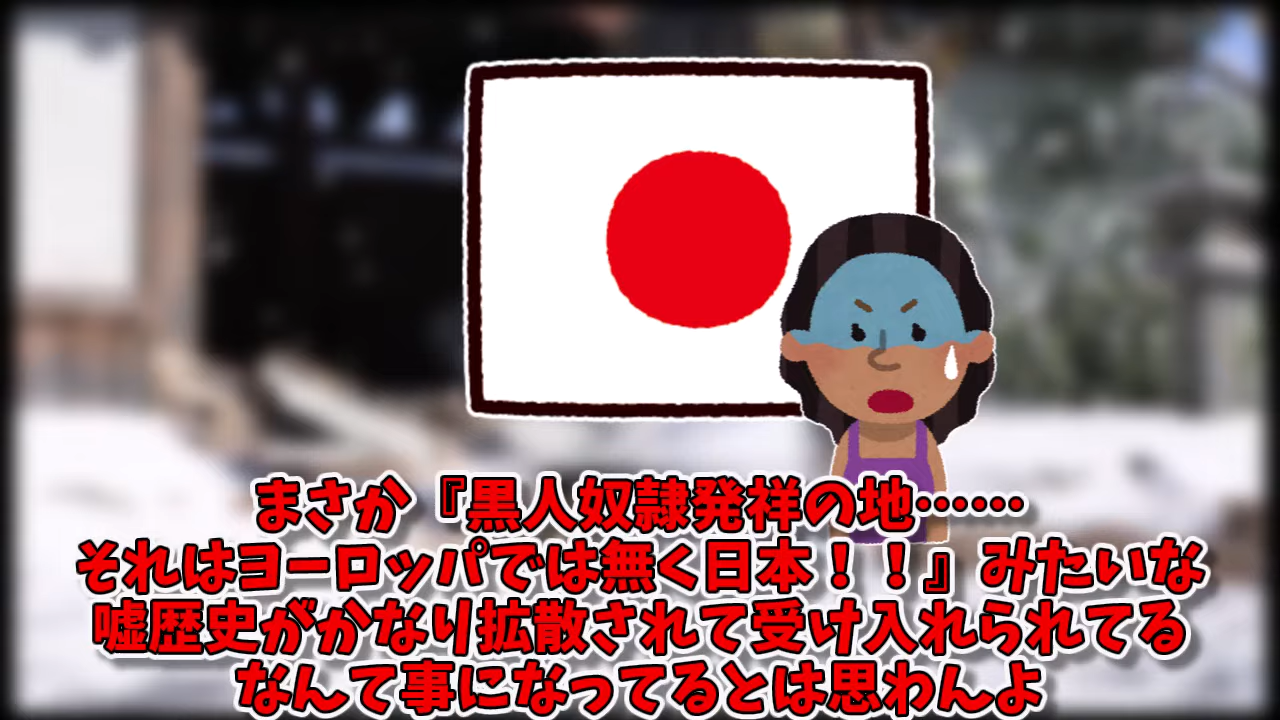 まさか『黒人奴隷発祥の地……
それはヨーロッパでは無く日本！！』みたいな
嘘歴史がかなり拡散されて受け入れられてる
なんて事になってるとは思わんよ